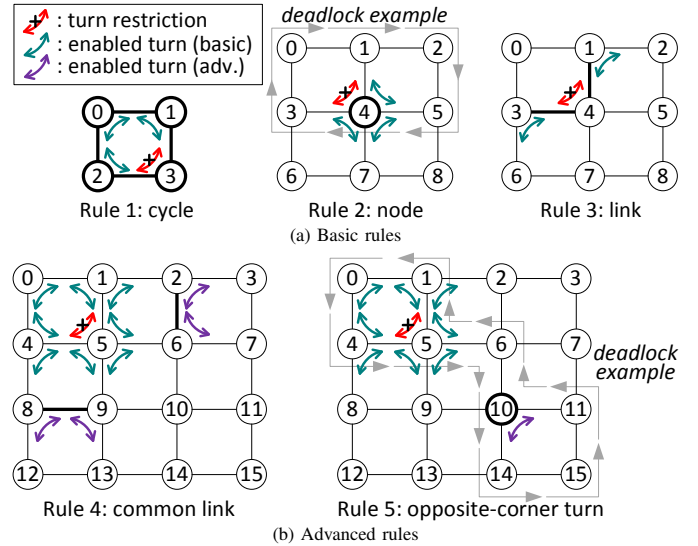 : turn restriction
: enabled turn (basic)
: enabled turn (adv.)
0 1
2 3
Rule 1: cycle
deadlock example
0 1 2
3 4 5
6 7 8
Rule 2: node
0 1 2
3 4 5
6 7 8
Rule 3: link
(a) Basic rules
0 1 2 3
4 5 6 7
8 9 10 11
12 13 14 15
Rule 4: common link
0 1 2 3
4 5 6 7
deadlock
example
8 9 10 11
12 13 14 15
Rule 5: opposite-corner turn
(b) Advanced rules